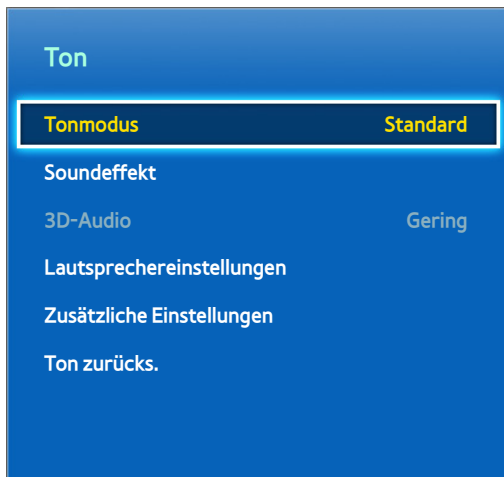 Ton
Tonmodus Standard
Soundeffekt
3D-Audio Gering
Lautsprechereinstellungen
Zusätzliche Einstellungen
Ton zurücks.